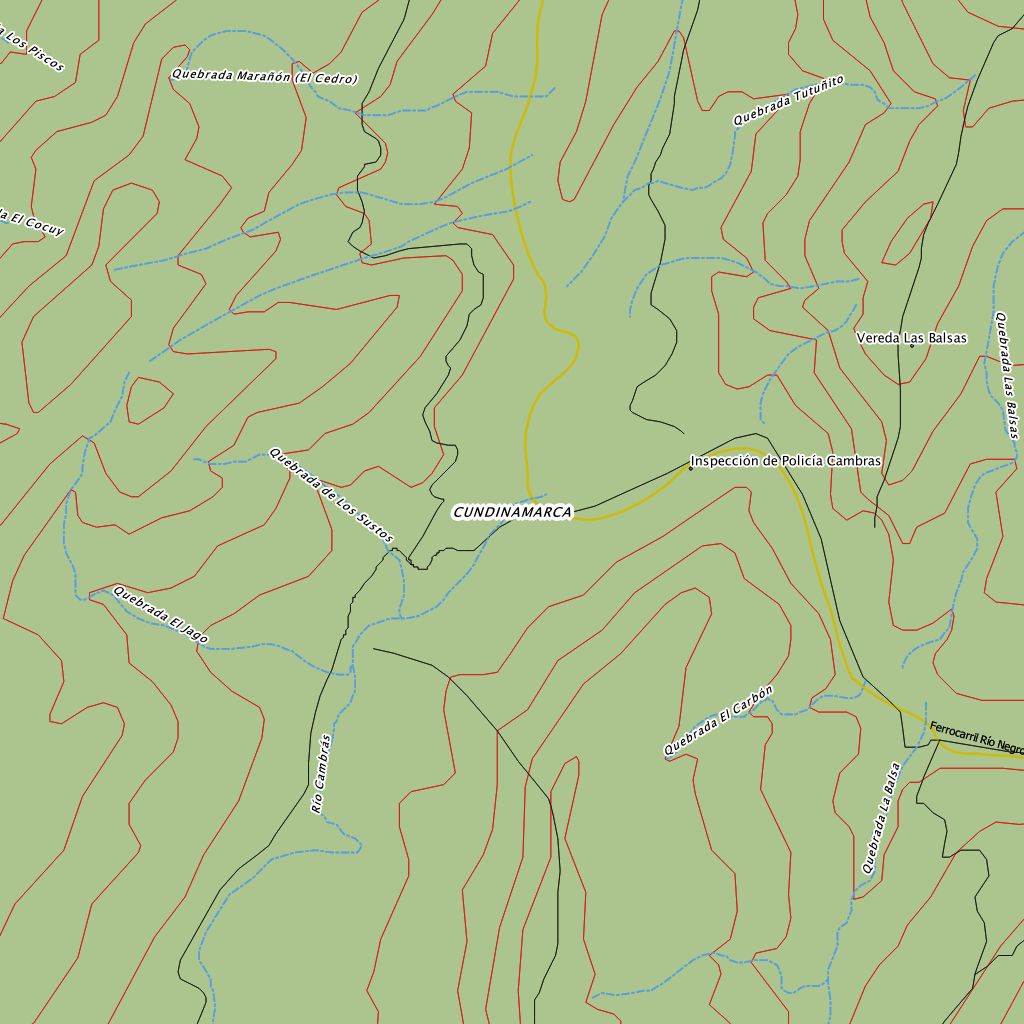 a Los Piscos
Quebrada Marañón (El Cedro)
Quebrada Tutuñito
a El Cocuy
Vereda Las Balsas
Quebrada Las Balsas
Quebrada de Los Sustos
Inspección de Policía Cambras
CUNDINAMARCA
Quebrada El Jago
Quebrada El Carbón
Río Cambrás
Ferrocarril Río Negro
Quebrada La Balsa